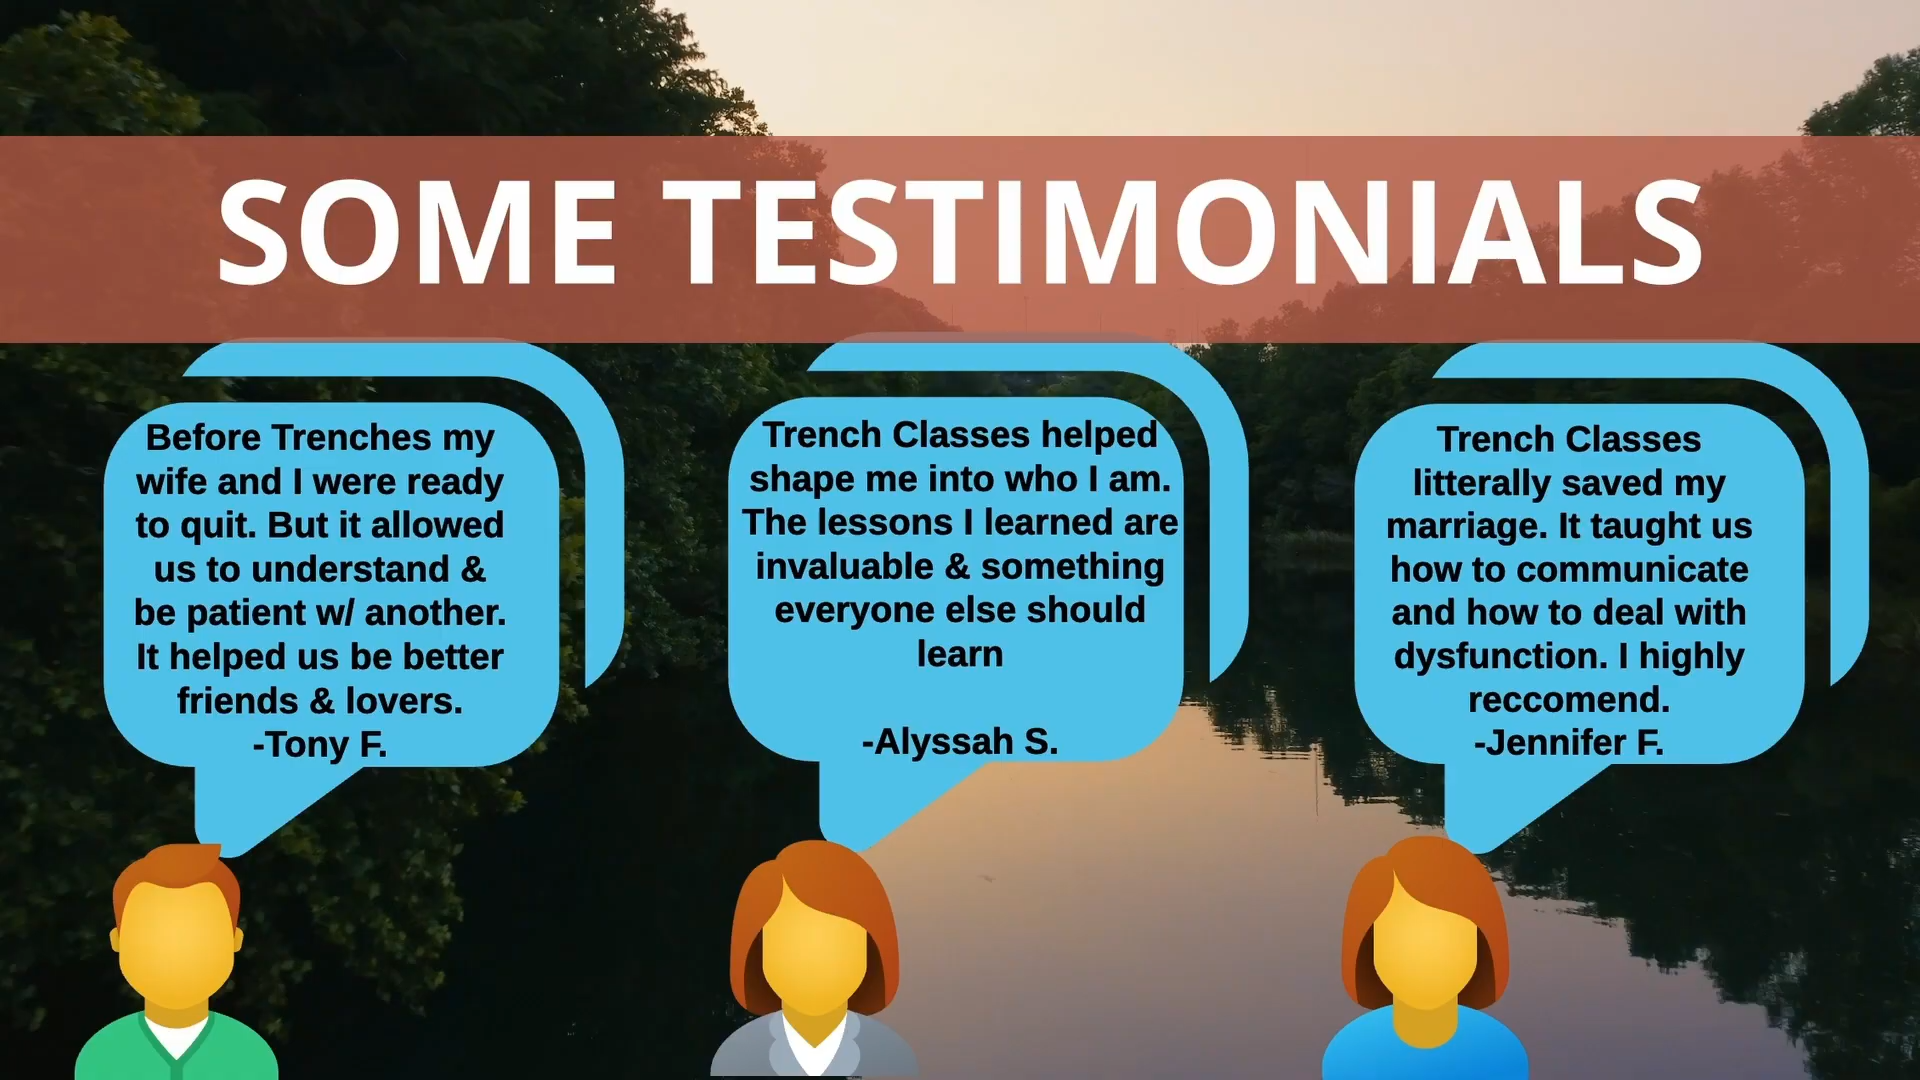 SOME TESTIMONIALS
Before Trenches my
wife and I were ready
to quit. But it allowed
us to understand &
be patient w/ another.
It helped us be better
friends & lovers.
-Tony F.
Trench Classes helped
shape me into who I am.
The lessons I learned are
invaluable & something
everyone else should
learn
-Alyssah S.
Trench Classes
litterally saved my
marriage. It taught us
how to communicate
and how to deal with
dysfunction. I highly
reccomend.
-Jennifer F.